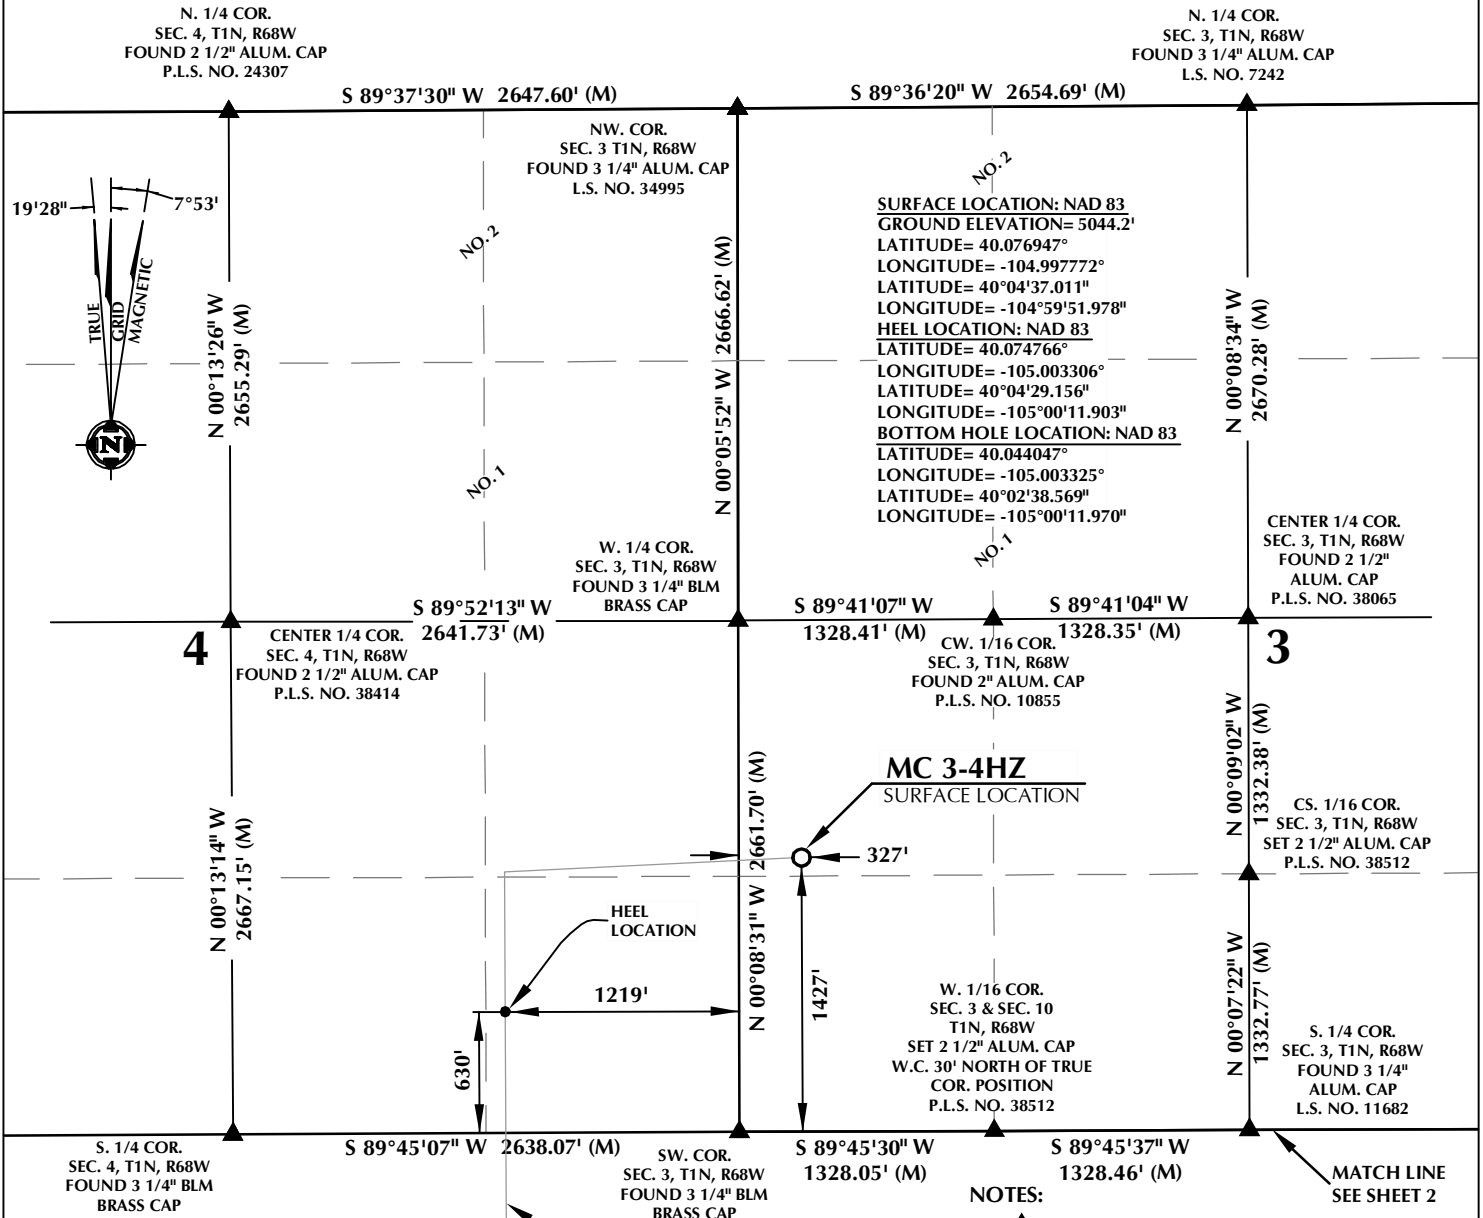 N. 1/4 COR.
SEC. 4, T1N, R68W
FOUND 2 1/2" ALUM. CAP
P.L.S. NO. 24307
N. 1/4 COR.
SEC. 3, T1N, R68W
FOUND 3 1/4" ALUM. CAP
L.S. NO. 7242
S 89°37'30" W 2647.60' (M)
S 89°36'20" W 2654.69' (M)
NW. COR.
SEC. 3 T1N, R68W
FOUND 3 1/4" ALUM. CAP
L.S. NO. 34995
NO. 2
NO. 2
19'28"
7°53'
TRUE
GRID
MAGNETIC
N
N 00°13'26" W
2655.29' (M)
N 00°05'52" W 2666.62' (M)
SURFACE LOCATION: NAD 83
GROUND ELEVATION= 5044.2'
LATITUDE= 40.076947°
LONGITUDE= -104.997772°
LATITUDE= 40°04'37.011"
LONGITUDE= -104°59'51.978"
HEEL LOCATION: NAD 83
LATITUDE= 40.074766°
LONGITUDE= -105.003306°
LATITUDE= 40°04'29.156"
LONGITUDE= -105°00'11.903"
BOTTOM HOLE LOCATION: NAD 83
LATITUDE= 40.044047°
LONGITUDE= -105.003325°
LATITUDE= 40°02'38.569"
LONGITUDE= -105°00'11.970"
N 00°08'34" W
2670.28' (M)
NO. 1
NO. 1
W. 1/4 COR.
SEC. 3, T1N, R68W
FOUND 3 1/4" BLM
BRASS CAP
CENTER 1/4 COR.
SEC. 3, T1N, R68W
FOUND 2 1/2"
ALUM. CAP
P.L.S. NO. 38065
S 89°52'13" W
2641.73' (M)
S 89°41'07" W
1328.41' (M)
S 89°41'04" W
1328.35' (M)
4
CENTER 1/4 COR.
SEC. 4, T1N, R68W
FOUND 2 1/2" ALUM. CAP
P.L.S. NO. 38414
CW. 1/16 COR.
SEC. 3, T1N, R68W
FOUND 2" ALUM. CAP
P.L.S. NO. 10855
3
N 00°13'14" W
2667.15' (M)
N 00°08'31" W 2661.70' (M)
MC 3-4HZ
SURFACE LOCATION
327'
N 00°09'02" W
1332.38' (M)
CS. 1/16 COR.
SEC. 3, T1N, R68W
SET 2 1/2" ALUM. CAP
P.L.S. NO. 38512
HEEL
LOCATION
1219'
630'
1427'
W. 1/16 COR.
SEC. 3 & SEC. 10
T1N, R68W
SET 2 1/2" ALUM. CAP
W.C. 30' NORTH OF TRUE
COR. POSITION
P.L.S. NO. 38512
N 00°07'22" W
1332.77' (M)
S. 1/4 COR.
SEC. 3, T1N, R68W
FOUND 3 1/4"
ALUM. CAP
L.S. NO. 11682
S. 1/4 COR.
SEC. 4, T1N, R68W
FOUND 3 1/4" BLM
BRASS CAP
S 89°45'07" W 2638.07' (M)
SW. COR.
SEC. 3, T1N, R68W
FOUND 3 1/4" BLM
BRASS CAP
S 89°45'30" W
1328.05' (M)
S 89°45'37" W
1328.46' (M)
NOTES:
MATCH LINE
SEE SHEET 2